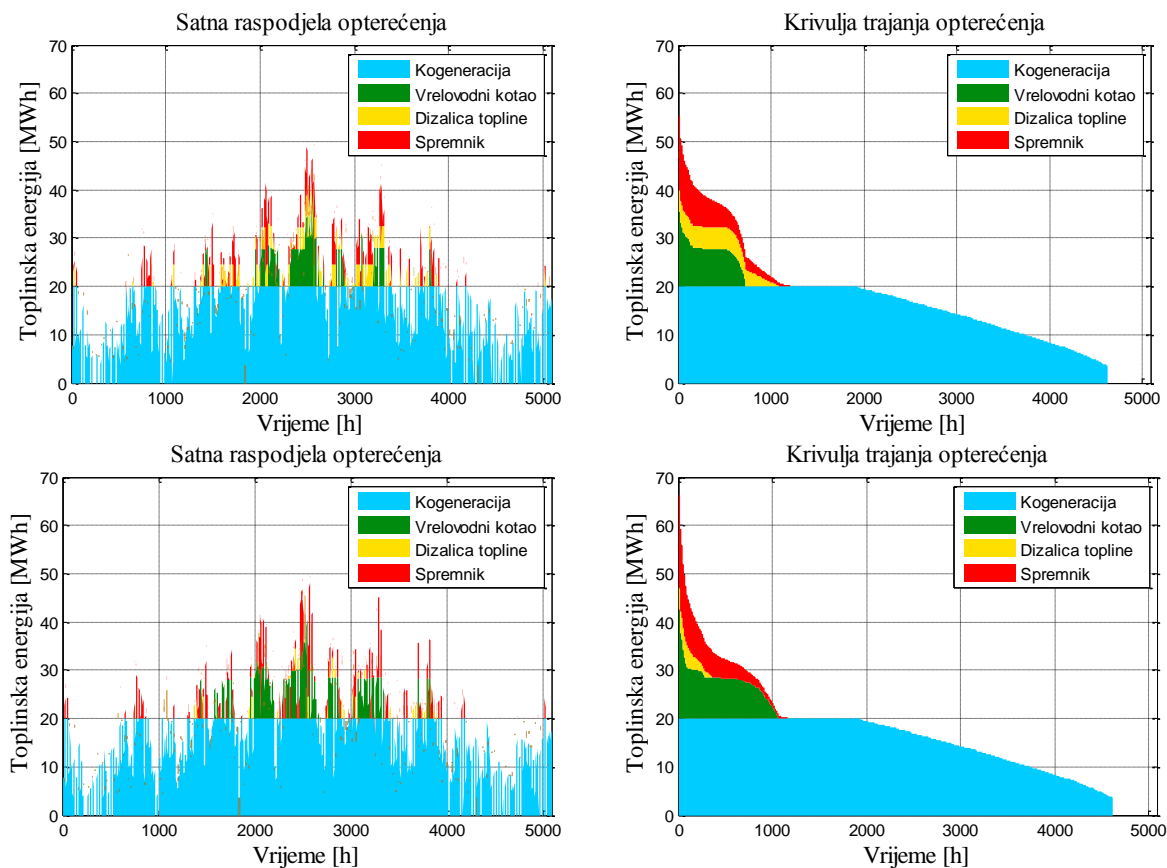 Satna raspodjela opterećenja
Toplinska energija [MWh]
70
60
50
40
30
20
10
0
Kogeneracija
Vrelovodni kotao
Dizalica topline
Spremnik
0 1000 2000 3000 4000 5000
Vrijeme [h]
Krivulja trajanja opterećenja
Toplinska energija [MWh]
70
60
50
40
30
20
10
0
Kogeneracija
Vrelovodni kotao
Dizalica topline
Spremnik
0 1000 2000 3000 4000 5000
Vrijeme [h]
Satna raspodjela opterećenja
Toplinska energija [MWh]
70
60
50
40
30
20
10
0
Kogeneracija
Vrelovodni kotao
Dizalica topline
Spremnik
0 1000 2000 3000 4000 5000
Vrijeme [h]
Krivulja trajanja opterećenja
Toplinska energija [MWh]
70
60
50
40
30
20
10
0
Kogeneracija
Vrelovodni kotao
Dizalica topline
Spremnik
0 1000 2000 3000 4000 5000
Vrijeme [h]